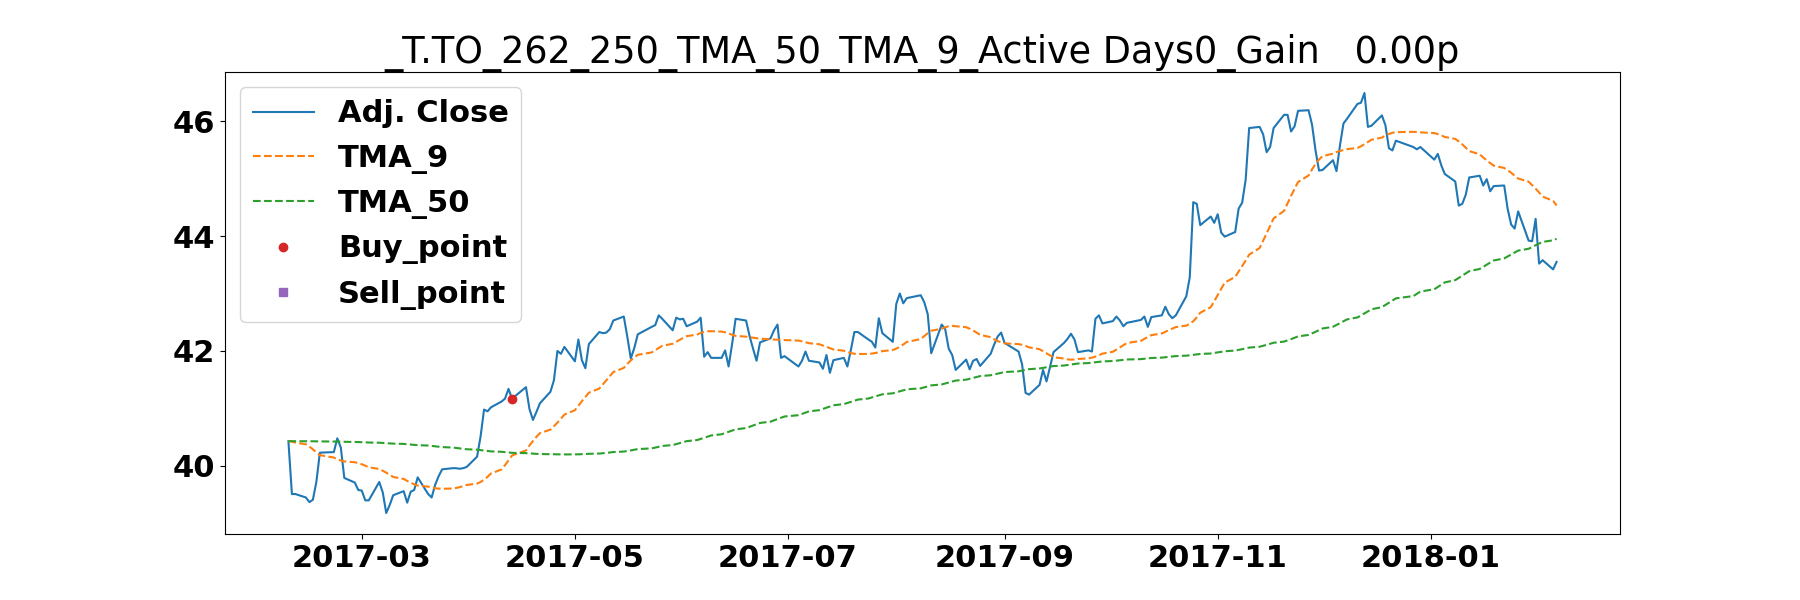 _T.TO_262_250_TMA_50_TMA_9_Active Days0_Gain   0.00p
Adj. Close
TMA_9
TMA_50
Buy_point
Sell_point
46
44
42
40
2017-03 2017-05 2017-07 2017-09 2017-11 2018-01